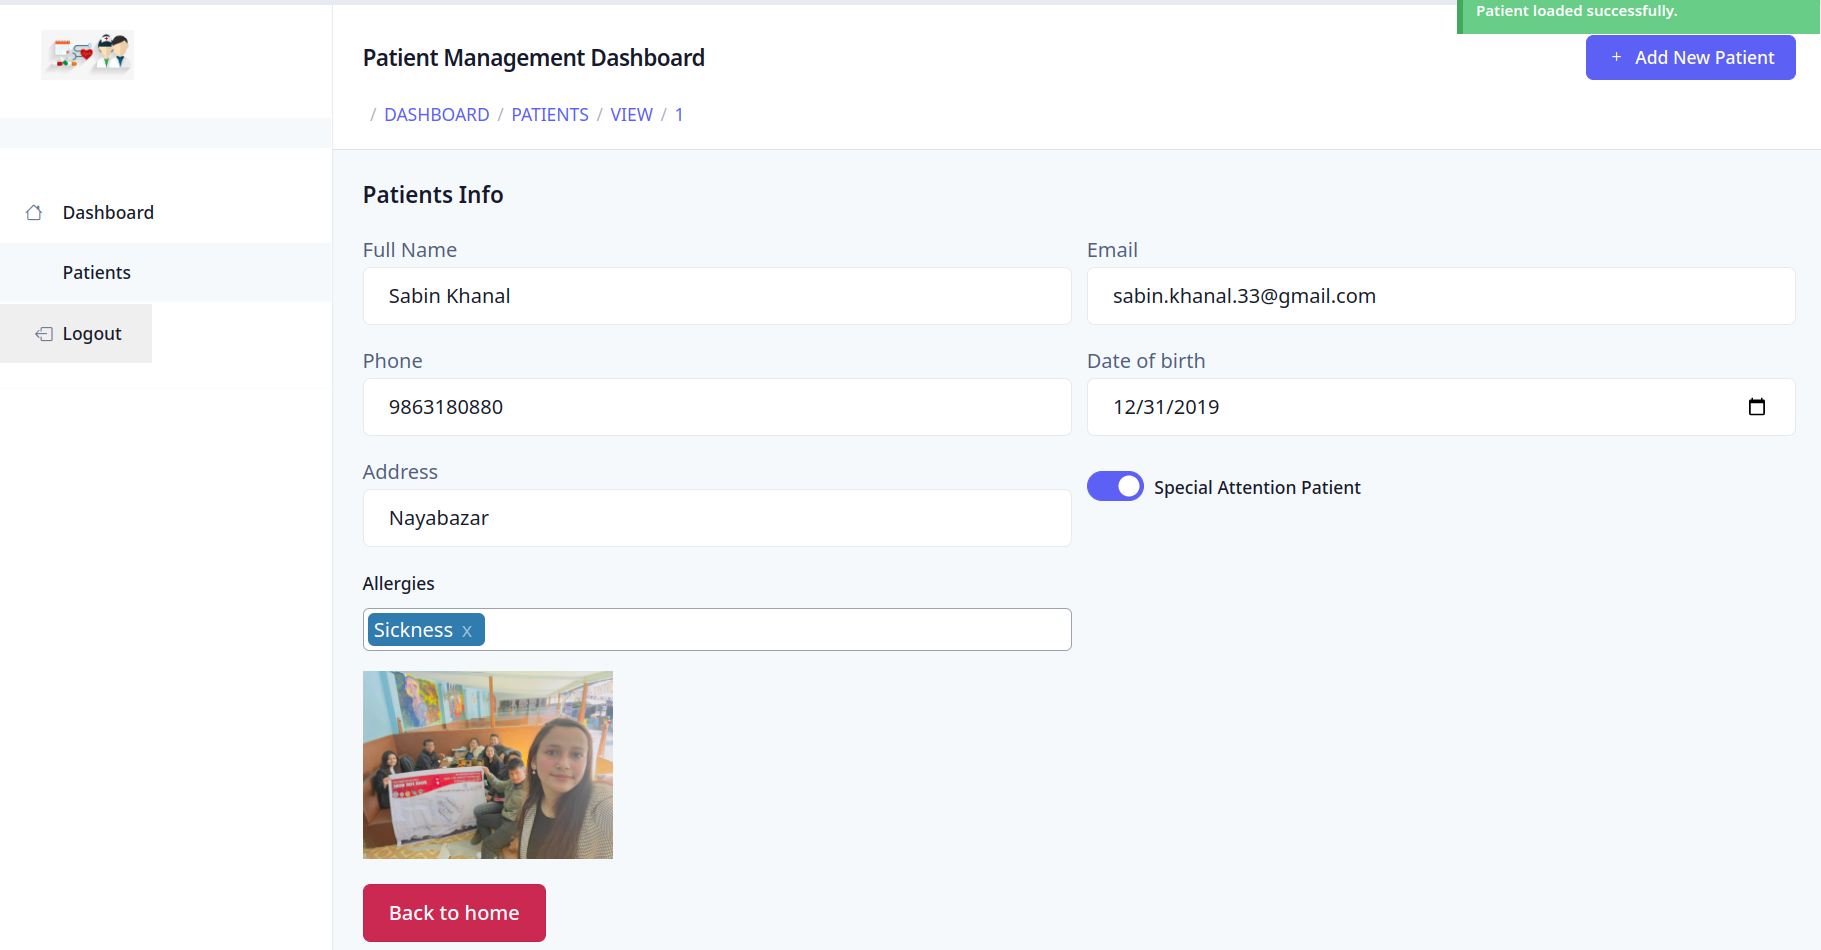 Patient loaded successfully.
Patient Management Dashboard
+ Add New Patient
/ DASHBOARD / PATIENTS / VIEW / 1
Dashboard
Patients
Logout
Patients Info
Full Name
Sabin Khanal
Email
sabin.khanal.33@gmail.com
Phone
9863180880
Date of birth
12/31/2019
Address
Nayabazar
Special Attention Patient
Allergies
Sickness x
Back to home